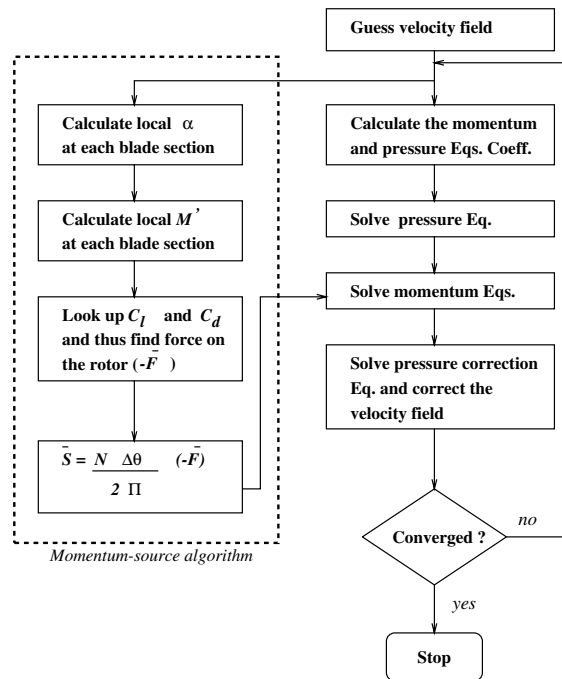 Guess velocity field
Calculate local α
at each blade section
Calculate local M'
at each blade section
Look up C_l and C_d
and thus find force on
the rotor (-F̄ )
S̄ = N Δθ (-F̄)
2 Π
Momentum-source algorithm
Calculate the momentum
and pressure Eqs. Coeff.
Solve pressure Eq.
Solve momentum Eqs.
Solve pressure correction
Eq. and correct the
velocity field
Converged ?
no
yes
Stop